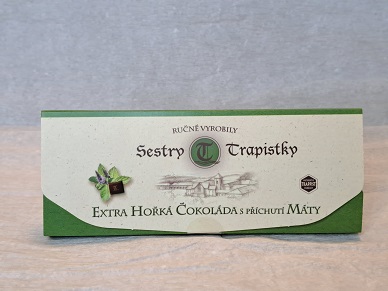 RUČNĚ VYROBILY
Sestry T Trapistky
EXTRA HOŘKÁ ČOKOLÁDA S PŘÍCHUTÍ MÁTY